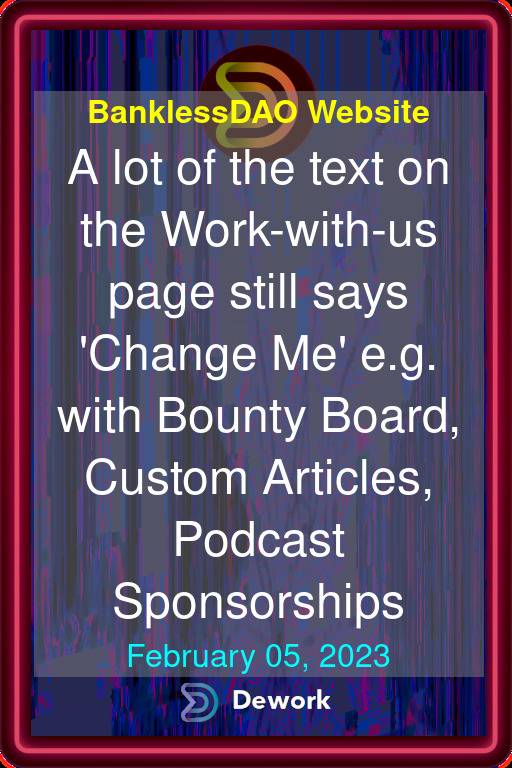 BanklessDAO Website
A lot of the text on
the Work-with-us
page still says
'Change Me' e.g.
with Bounty Board,
Custom Articles,
Podcast
Sponsorships
February 05, 2023
Dework